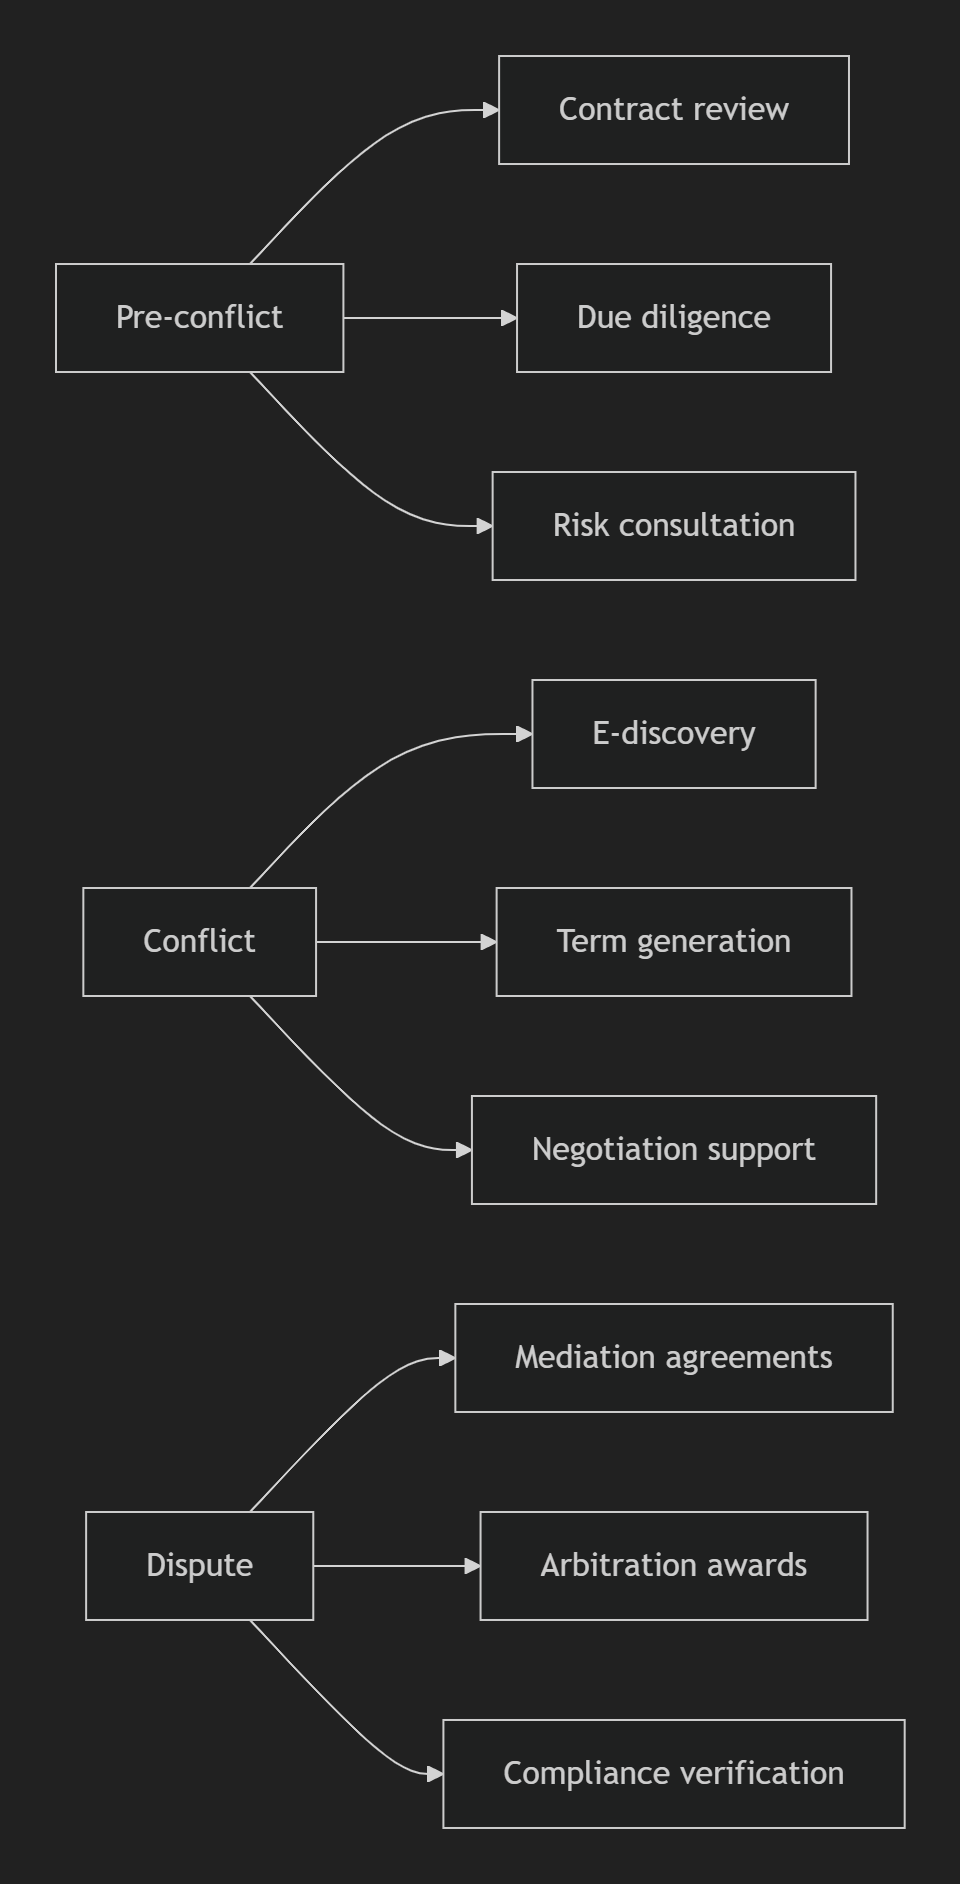 Contract review
Pre-conflict
Due diligence
Risk consultation
E-discovery
Conflict
Term generation
Negotiation support
Mediation agreements
Dispute
Arbitration awards
Compliance verification